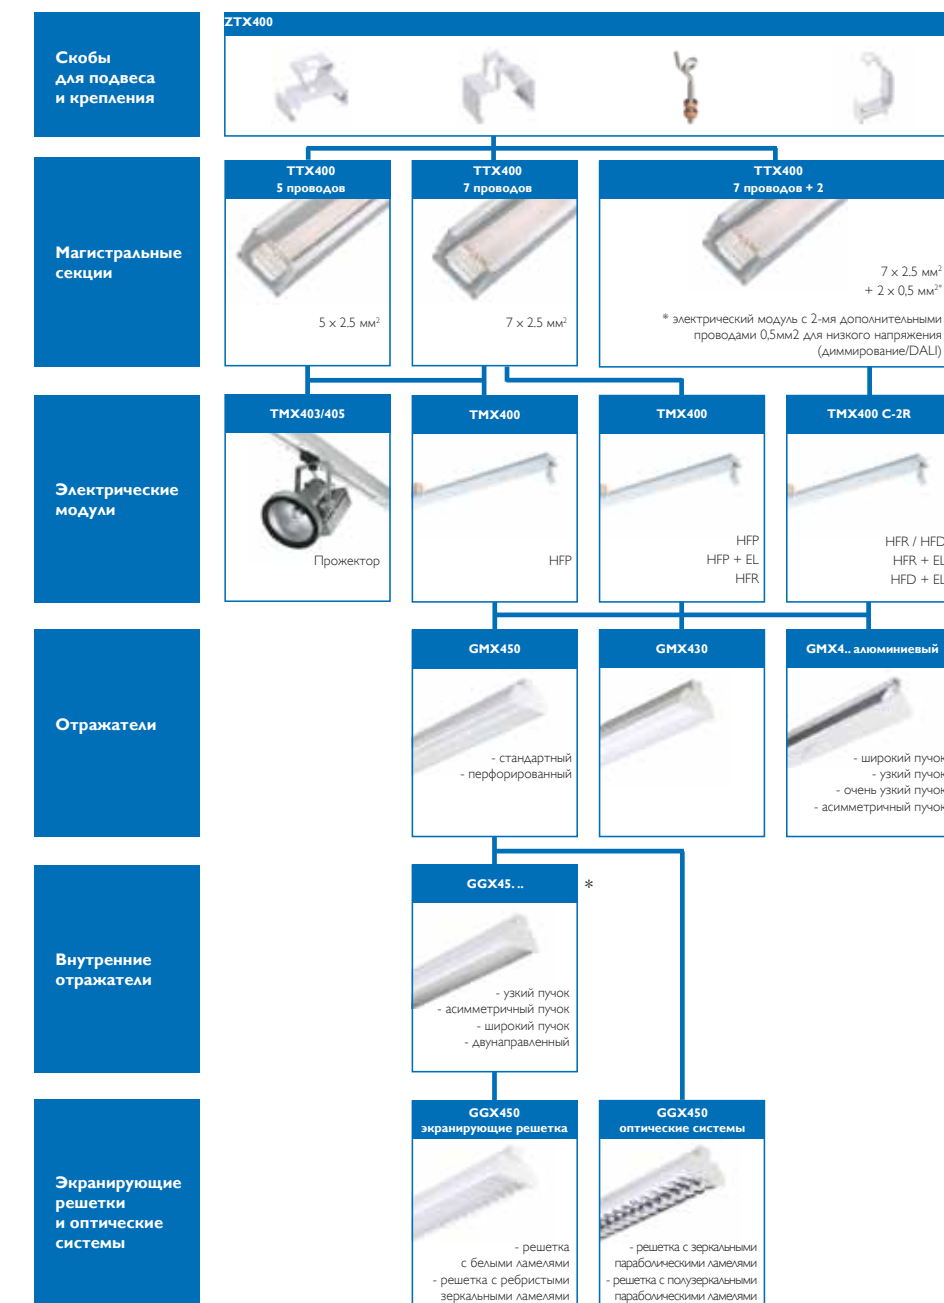 ZTX400
Скобы
для подвеса
и крепления
TTX400
5 проводов
TTX400
7 проводов
TTX400
7 проводов + 2
Магистральные
секции
5 x 2.5 мм²
7 x 2.5 мм²
7 x 2.5 мм²
+ 2 x 0,5 мм²*
* электрический модуль с 2-мя дополнительными
проводами 0,5мм2 для низкого напряжения
(диммирование/DALI)
TMX403/405
TMX400
TMX400
TMX400 C-2R
Электрические
модули
Прожектор
HFP
HFP
HFP + EL
HFR
HFR / HFD
HFR + EL
HFD + EL
GMX450
GMX430
GMX4.. алюминиевый
Отражатели
- стандартный
- перфорированный
- широкий пучок
- узкий пучок
- очень узкий пучок
- асимметричный пучок
GGX45. ..
*
Внутренние
отражатели
- узкий пучок
- асимметричный пучок
- широкий пучок
- двунаправленный
GGX450
экранирующие решетка
GGX450
оптические системы
Экранирующие
решетки
и оптические
системы
- решетка
с белыми ламелями
- решетка с ребристыми
зеркальными ламелями
- решетка с зеркальными
параболическими ламелями
- решетка с полузеркальными
параболическими ламелями